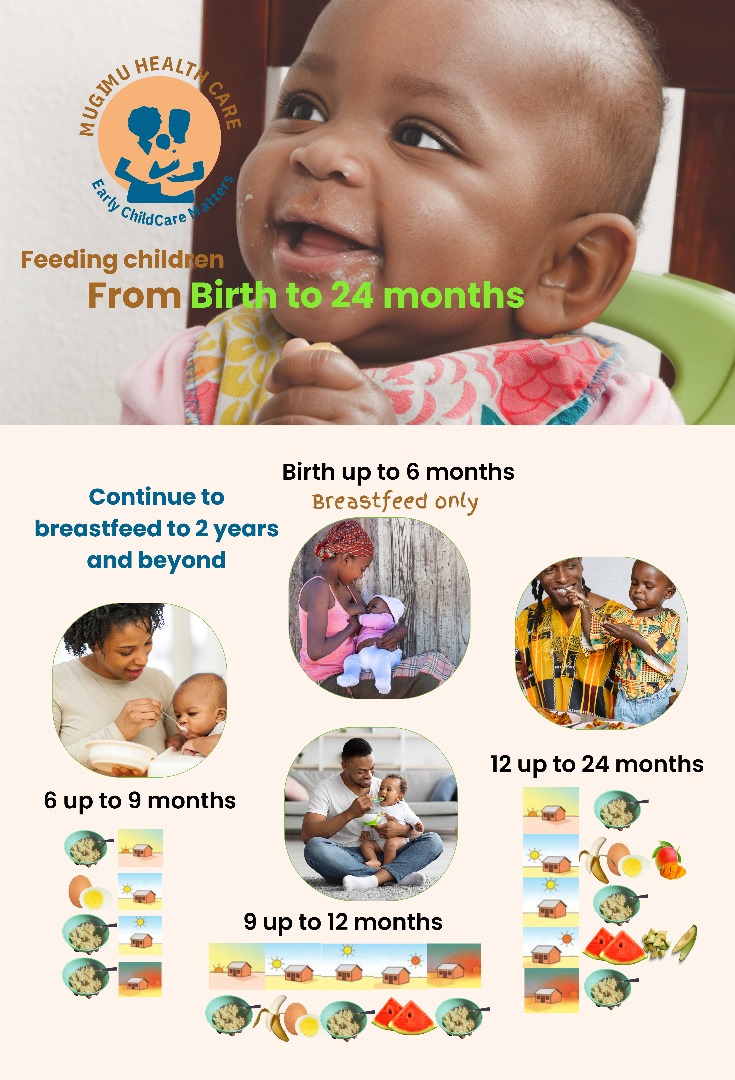 MUGIMU HEALTH CARE
Early ChildCare Matters
Feeding children
From Birth to 24 months
Birth up to 6 months
Breastfeed only
Continue to
breastfeed to 2 years
and beyond
12 up to 24 months
6 up to 9 months
9 up to 12 months